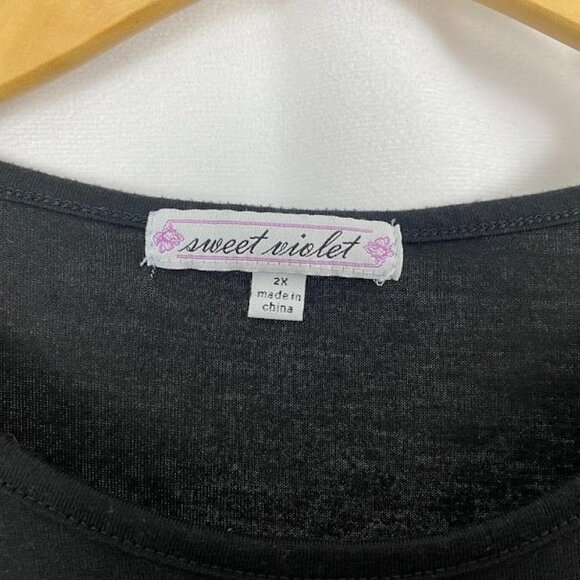 sweet violet
2X
made in
china